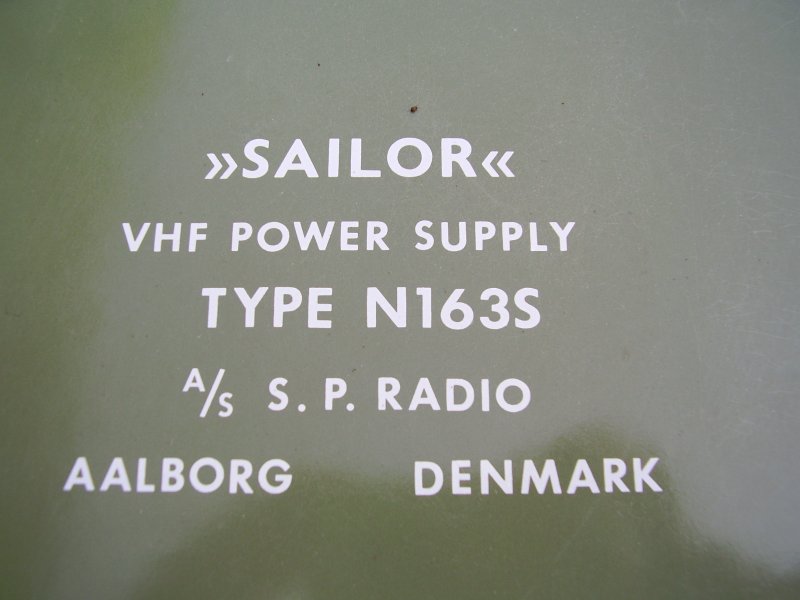 »SAILOR«
VHF POWER SUPPLY
TYPE N163S
A/S S. P. RADIO
AALBORG DENMARK